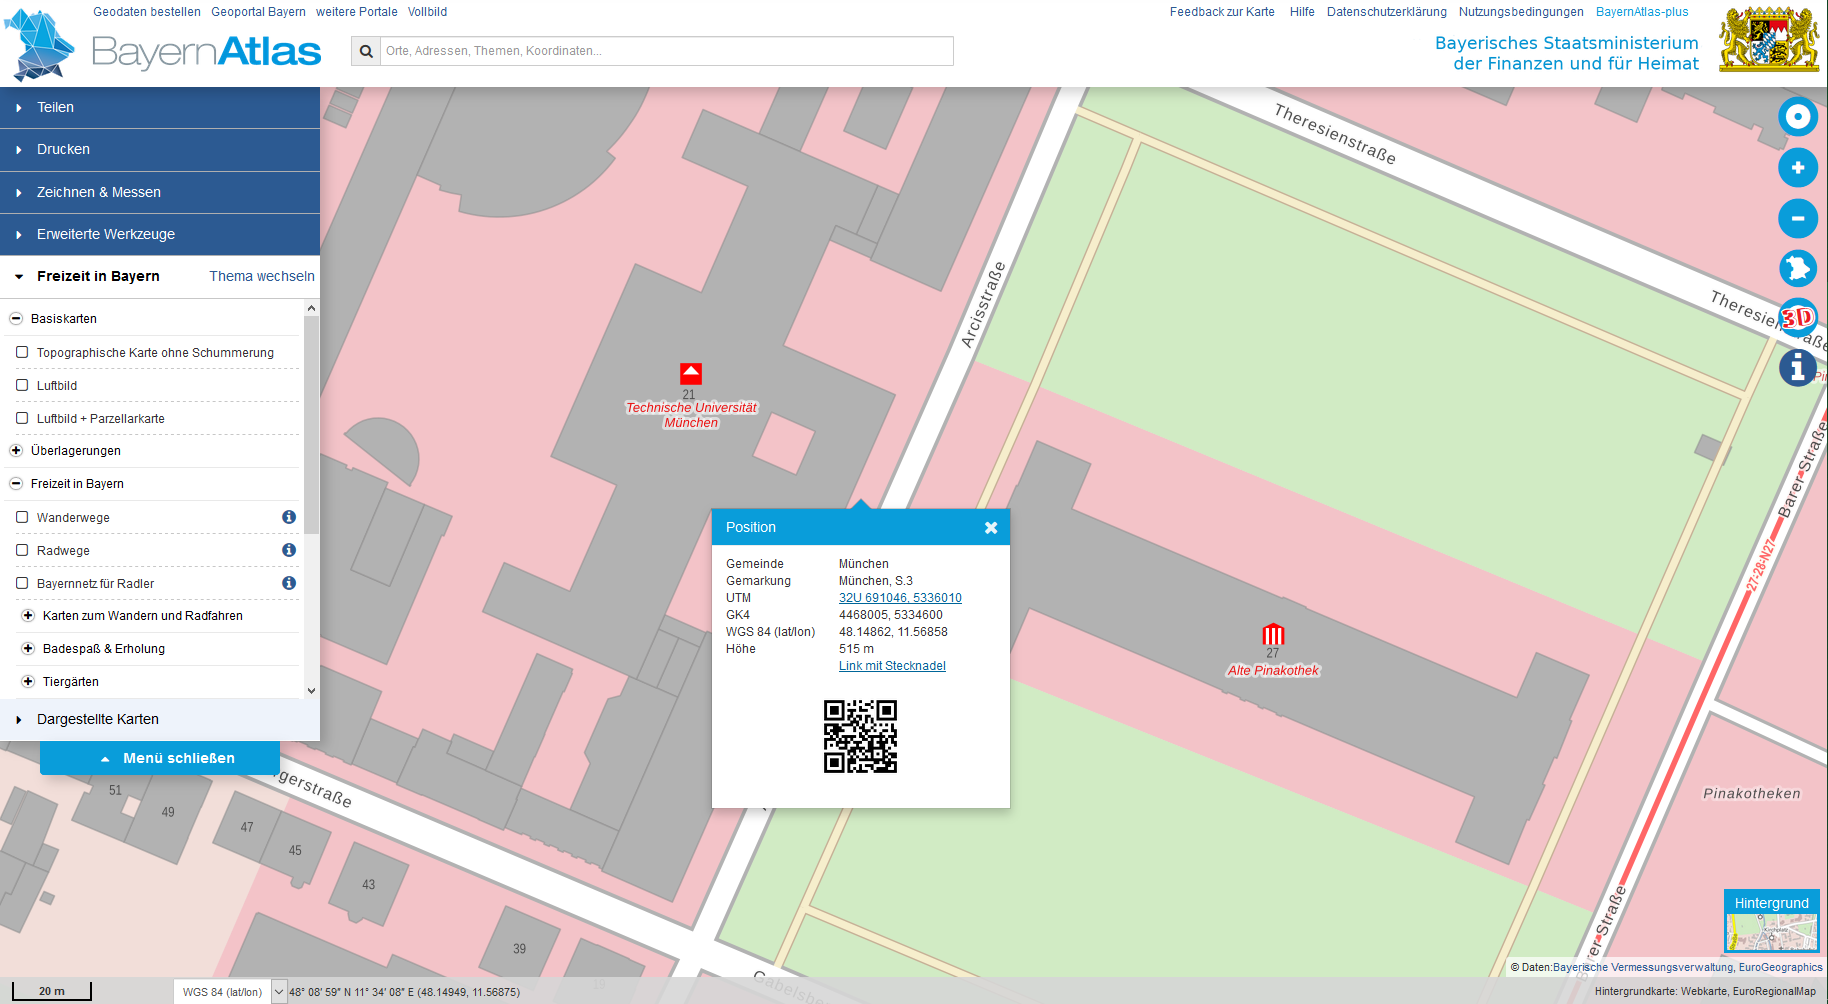 Geodaten bestellen Geoportal Bayern weitere Portale Vollbild
Feedback zur Karte Hilfe Datenschutzerklärung Nutzungsbedingungen BayernAtlas-plus
BayernAtlas
Orte, Adressen, Themen, Koordinaten...
Bayerisches Staatsministerium
der Finanzen und für Heimat
Teilen
Drucken
Zeichnen & Messen
Erweiterte Werkzeuge
Freizeit in Bayern Thema wechseln
Basiskarten
Topographische Karte ohne Schummerung
Luftbild
Luftbild + Parzellarkarte
Überlagerungen
Freizeit in Bayern
Wanderwege
Radwege
Bayernnetz für Radler
Karten zum Wandern und Radfahren
Badespaß & Erholung
Tiergärten
Dargestellte Karten
Menü schließen
Theresienstraße
Arcisstraße
3D
21
Technische Universität
München
Barer Straße
27-28-N27
Position
Gemeinde München
Gemarkung München, S.3
UTM 32U 691046, 5336010
GK4 4468005, 5334600
WGS 84 (lat/lon) 48.14862, 11.56858
Höhe 515 m
Link mit Stecknadel
27
Alte Pinakothek
Pinakotheken
51
49
47
45
43
39
19
Barer Straße
Hintergrund
© Daten:Bayerische Vermessungsverwaltung, EuroGeographics
20 m
WGS 84 (lat/lon) 48° 08' 59" N 11° 34' 08" E (48.14949, 11.56875)
Hintergrundkarte: Webkarte, EuroRegionalMap